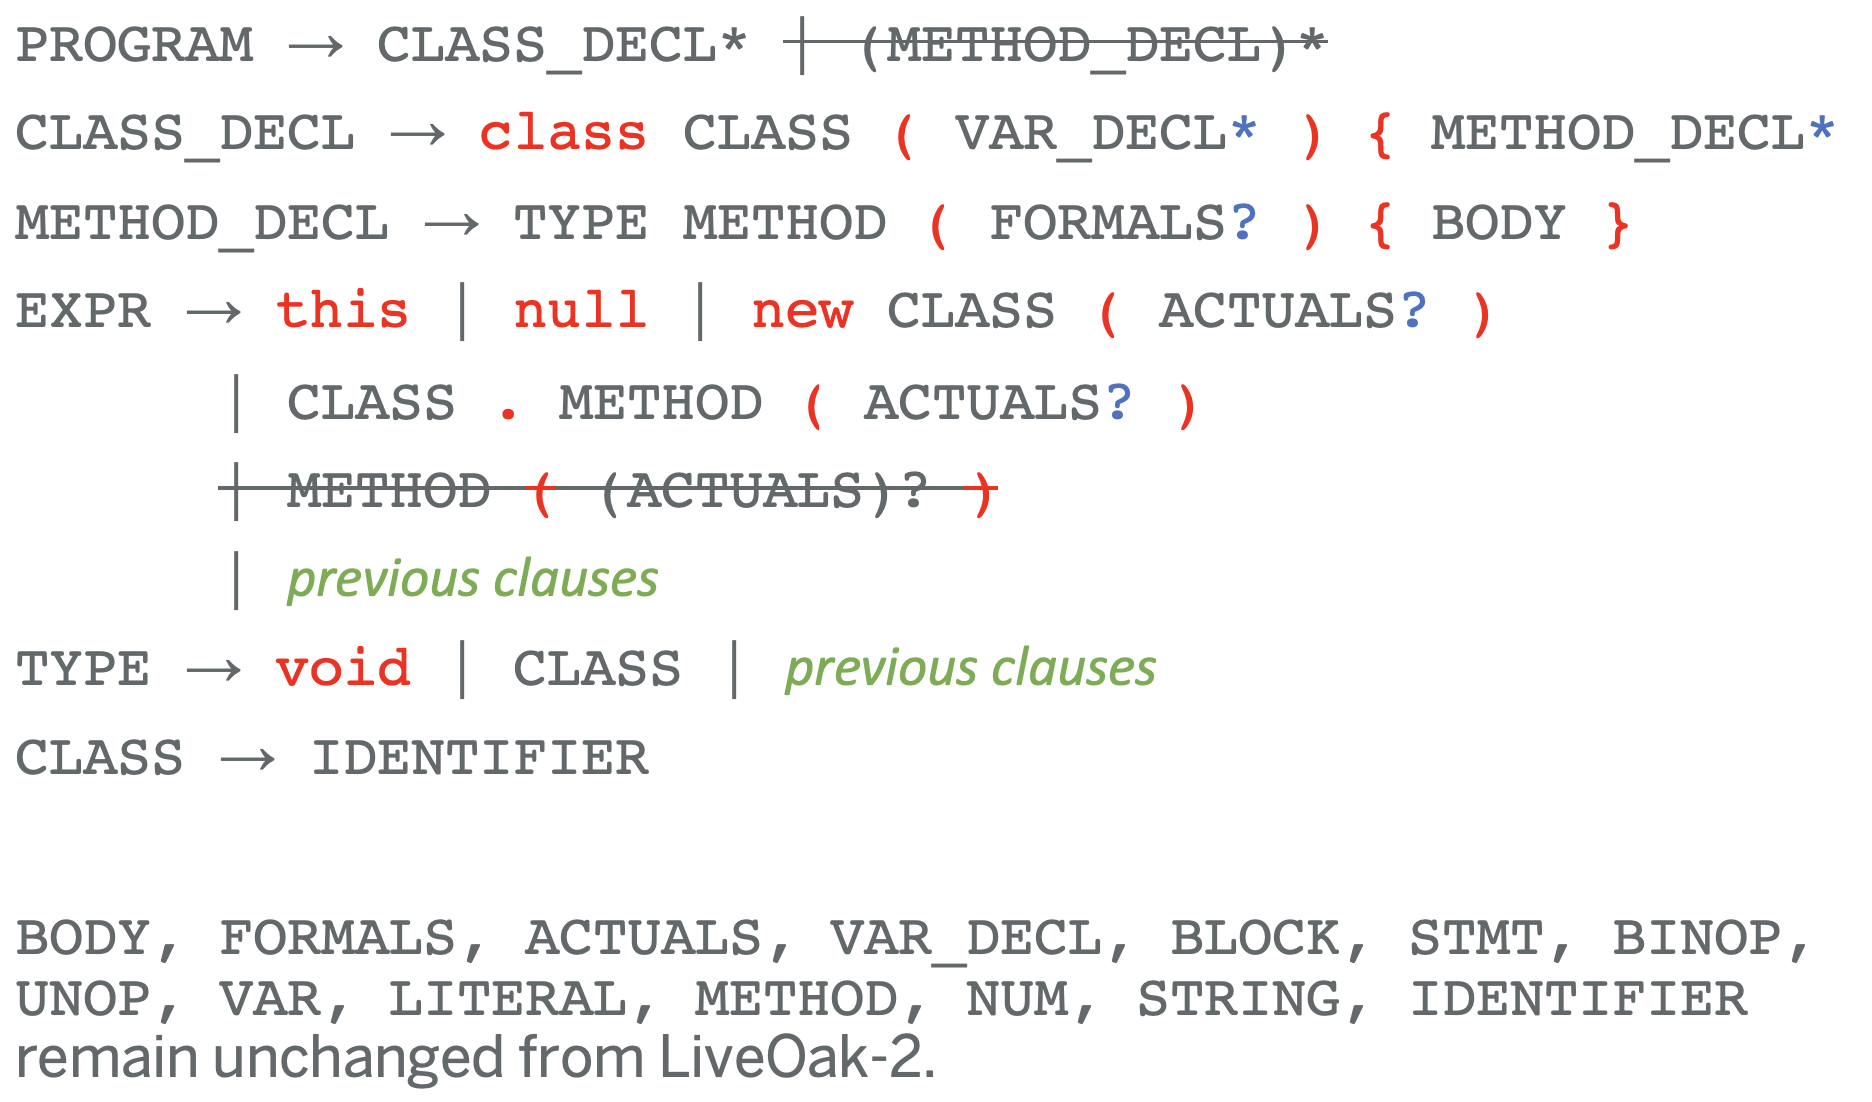 PROGRAM → CLASS_DECL* | (METHOD_DECL)*
CLASS_DECL → class CLASS ( VAR_DECL* ) { METHOD_DECL*
METHOD_DECL → TYPE METHOD ( FORMALS? ) { BODY }
EXPR → this | null | new CLASS ( ACTUALS? )
| CLASS . METHOD ( ACTUALS? )
| METHOD ( (ACTUALS)? )
| previous clauses
TYPE → void | CLASS | previous clauses
CLASS → IDENTIFIER
BODY, FORMALS, ACTUALS, VAR_DECL, BLOCK, STMT, BINOP,
UNOP, VAR, LITERAL, METHOD, NUM, STRING, IDENTIFIER
remain unchanged from LiveOak-2.